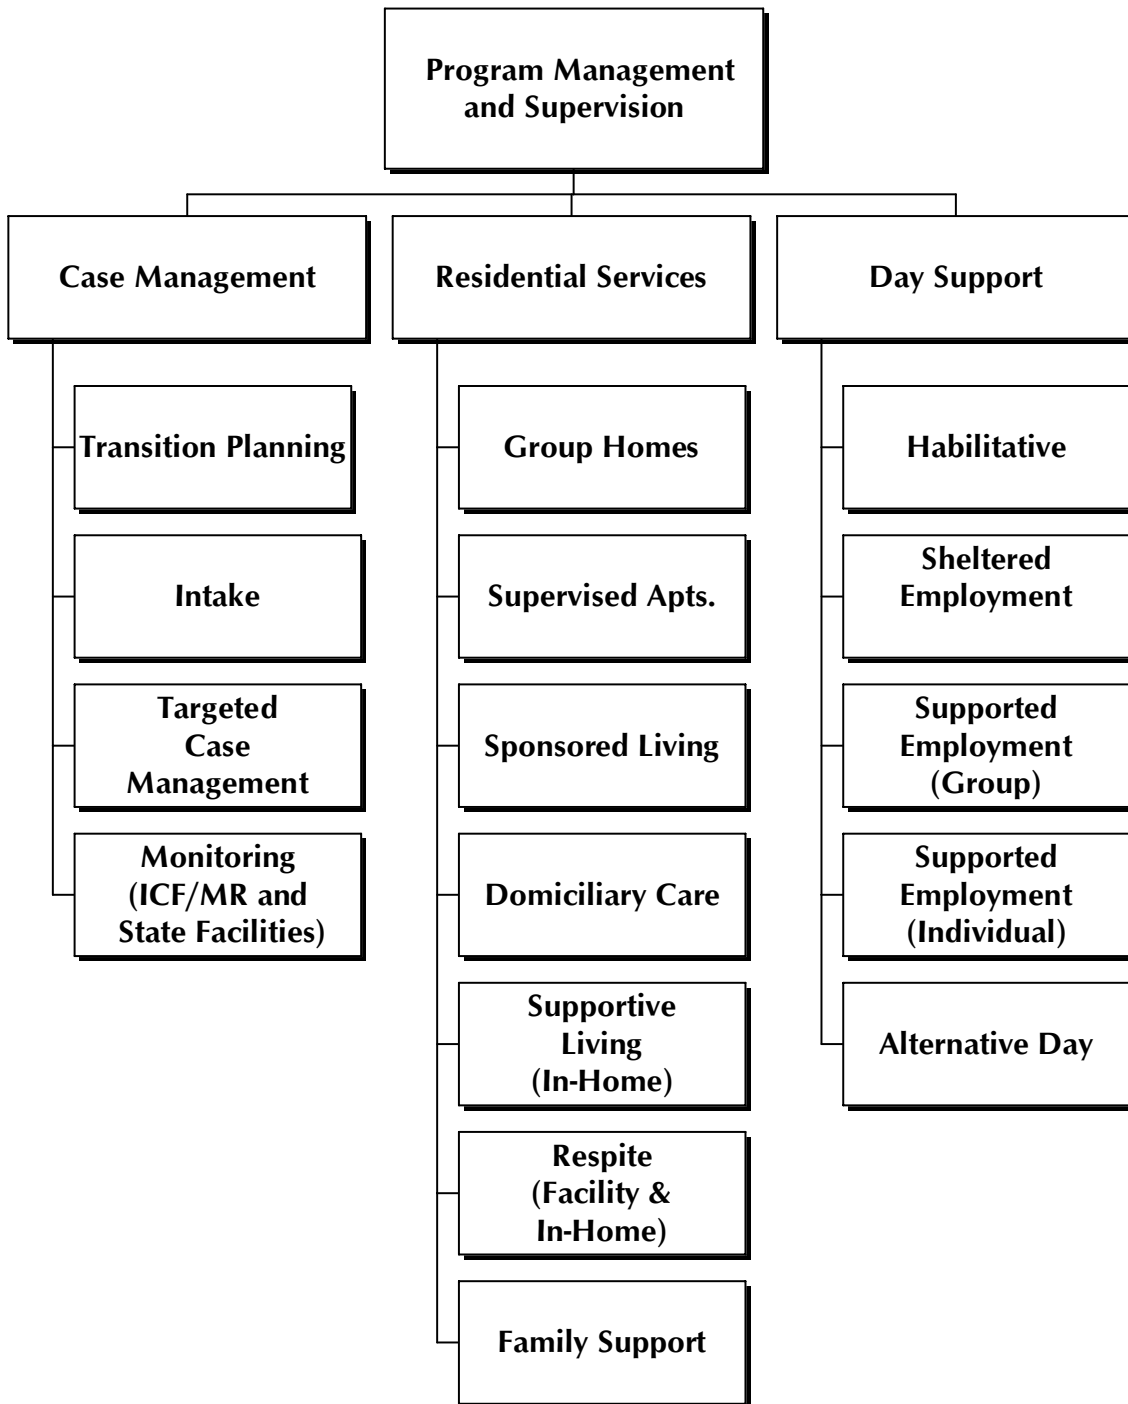 Program Management
and Supervision
Case Management
Residential Services
Day Support
Transition Planning
Intake
Targeted
Case
Management
Monitoring
(ICF/MR and
State Facilities)
Group Homes
Supervised Apts.
Sponsored Living
Domiciliary Care
Supportive
Living
(In-Home)
Respite
(Facility &
In-Home)
Family Support
Habilitative
Sheltered
Employment
Supported
Employment
(Group)
Supported
Employment
(Individual)
Alternative Day